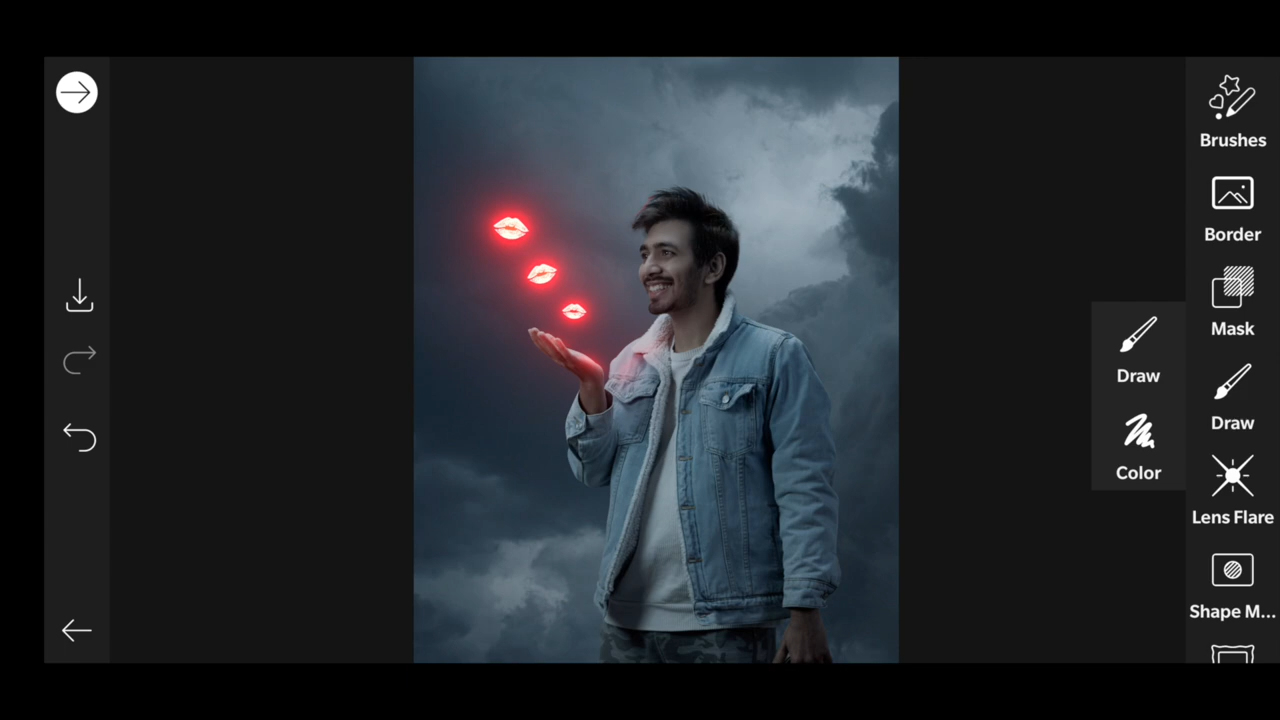 Brushes
Border
Mask
Draw
Draw
Color
Lens Flare
Shape M...